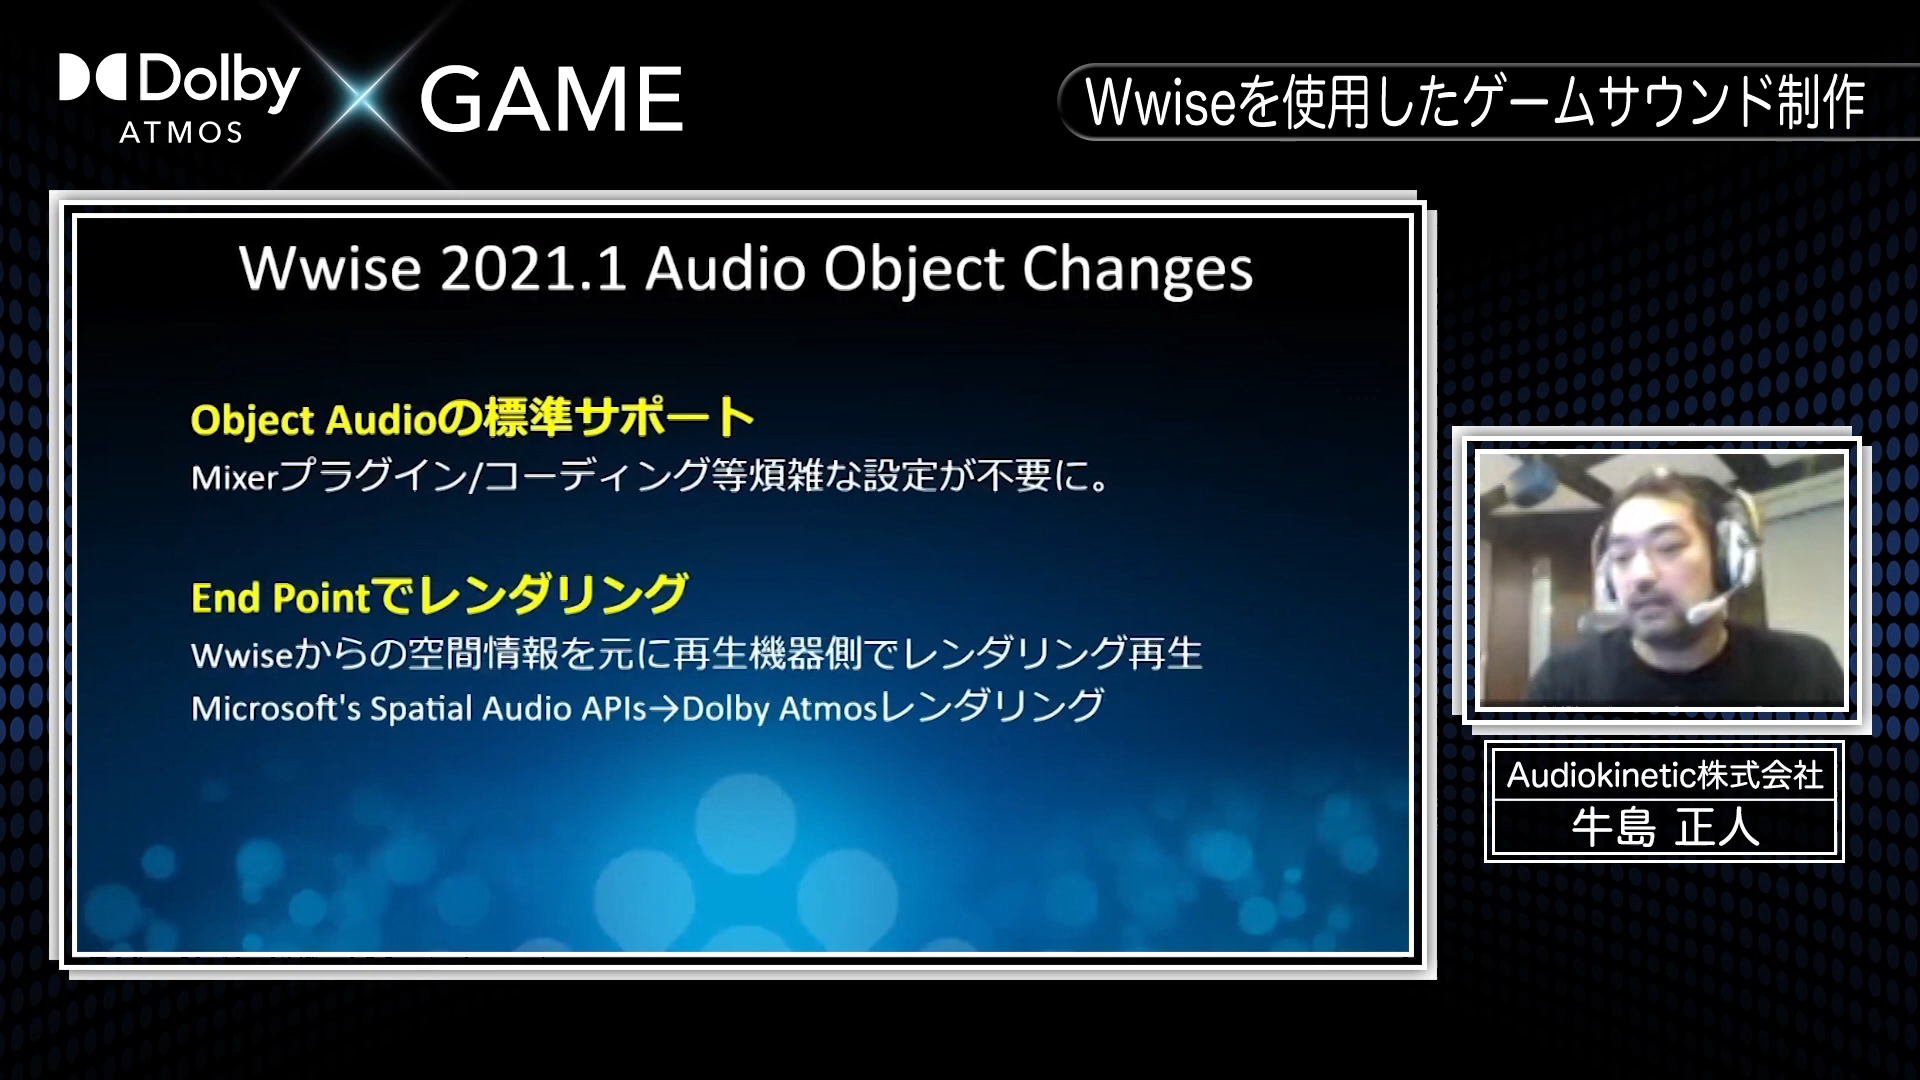 Dolby
ATMOS
GAME
Wwiseを使用したゲームサウンド制作
Wwise 2021.1 Audio Object Changes
Object Audioの標準サポート
Mixerプラグイン/コーディング等煩雑な設定が不要に。
End Pointでレンダリング
Wwiseからの空間情報を元に再生機器側でレンダリング再生
Microsoft's Spatial Audio APIs→Dolby Atmosレンダリング
Audiokinetic株式会社
牛島 正人